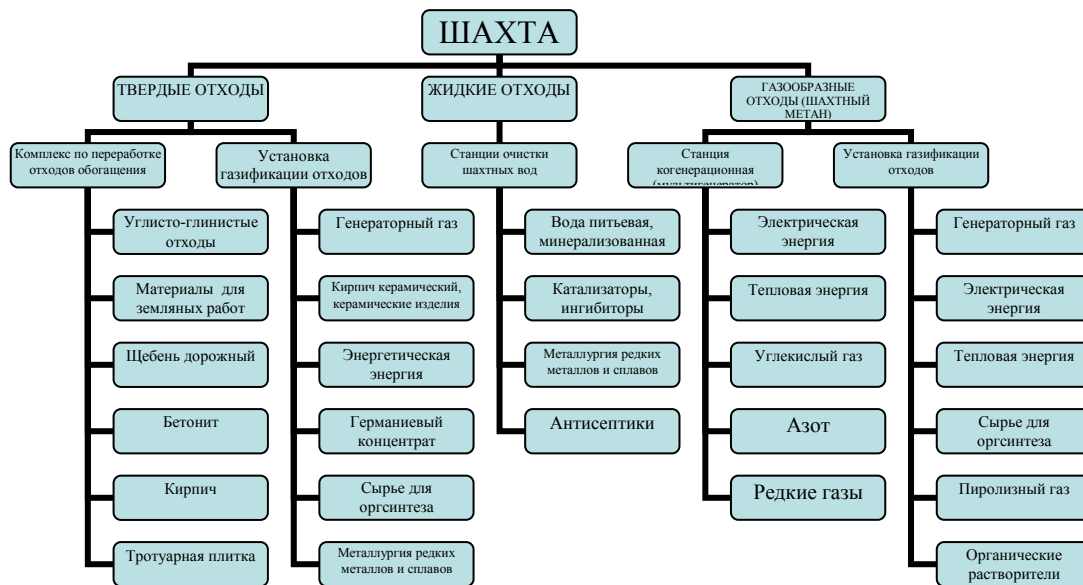 ШАХТА
ТВЕРДЫЕ ОТХОДЫ
ЖИДКИЕ ОТХОДЫ
ГАЗООБРАЗНЫЕ
ОТХОДЫ (ШАХТНЫЙ
МЕТАН)
Комплекс по переработке
отходов обогащения
Установка
газификации отходов
Станции очистки
шахтных вод
Станция
когенерационная
(мультигенератор)
Установка газификации
отходов
Углисто-глинистые
отходы
Материалы для
земляных работ
Щебень дорожный
Бетонит
Кирпич
Тротуарная плитка
Генераторный газ
Кирпич керамический,
керамические изделия
Энергетическая
энергия
Германиевый
концентрат
Сырье для
оргсинтеза
Металлургия редких
металлов и сплавов
Вода питьевая,
минерализованная
Катализаторы,
ингибиторы
Металлургия редких
металлов и сплавов
Антисептики
Электрическая
энергия
Тепловая энергия
Углекислый газ
Азот
Редкие газы
Генераторный газ
Электрическая
энергия
Тепловая энергия
Сырье для
оргсинтеза
Пиролизный газ
Органические
растворители